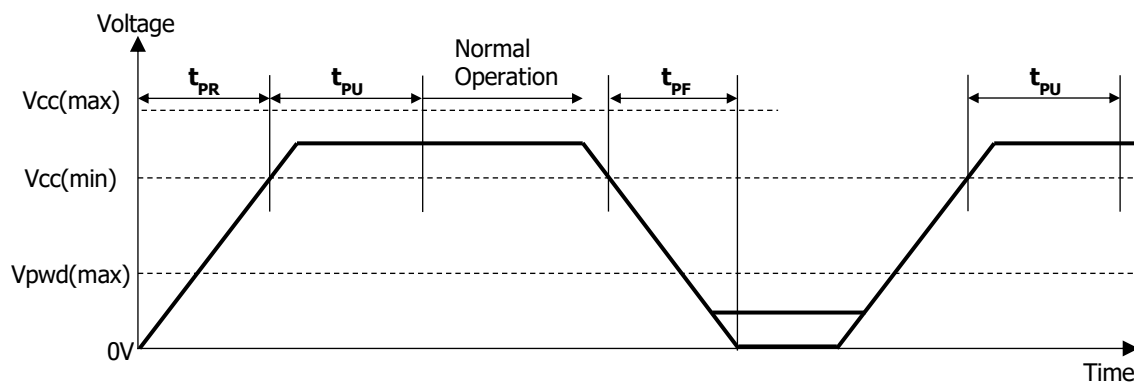 Voltage
Normal
Operation
tPR
tPU
tPF
tPU
Vcc(max)
Vcc(min)
Vpwd(max)
0V
Time